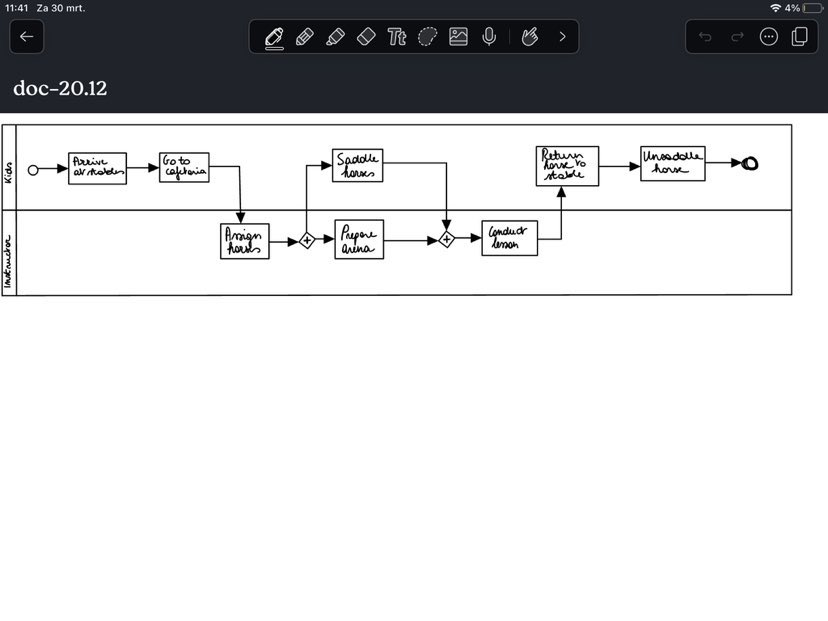 11:41 Za 30 mrt.
4%
Tt
doc-20.12
Kids
Arrive
at stables
Go to
cafetaria
Saddle
horses
Return
horse to
stable
Unsaddle
horse
Instructor
Assign
horses
Prepare
arena
Conduct
lesson